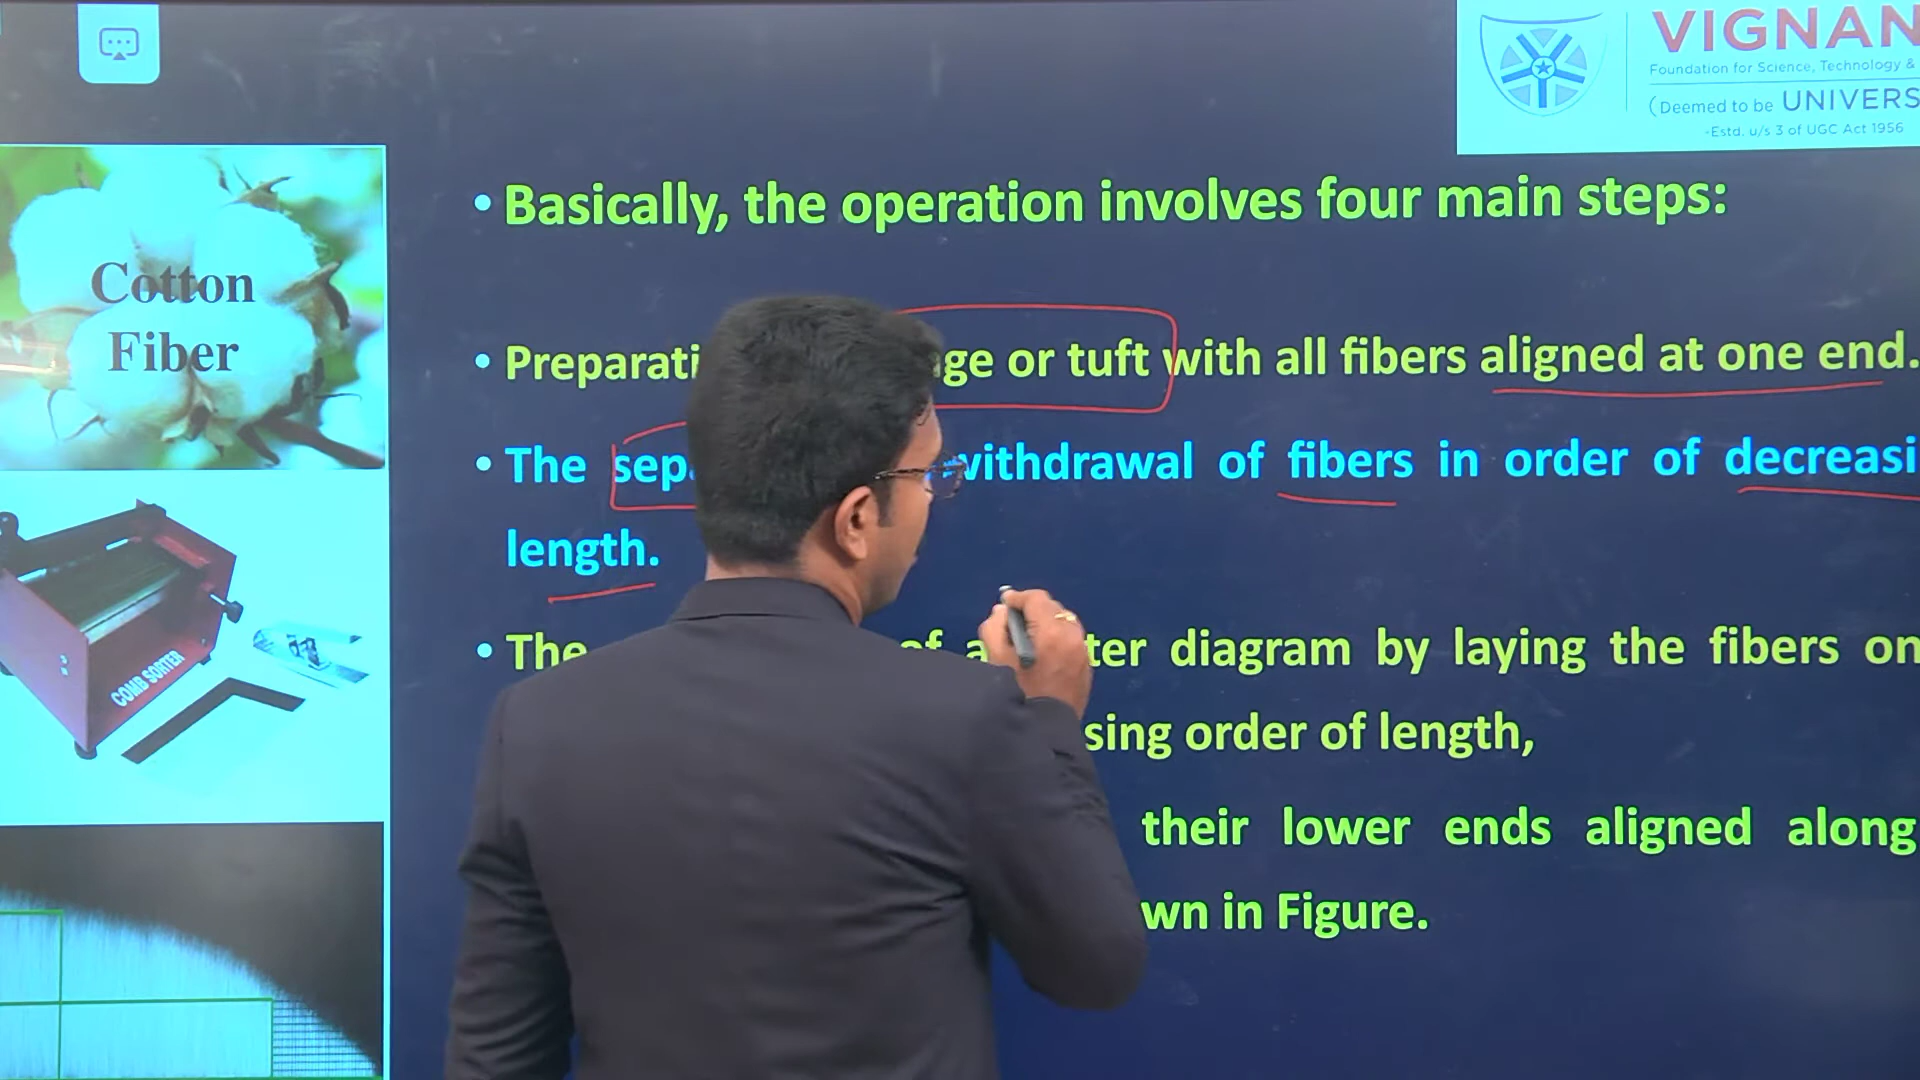 VIGNAN
Foundation for Science, Technology &
(Deemed to be UNIVERS
-Estd. u/s 3 of UGC Act 1956
Cotton
Fiber
COMB SORTER
• Basically, the operation involves four main steps:
• Preparati ge or tuft with all fibers aligned at one end.
• The sepa withdrawal of fibers in order of decreasi
length.
• The of a ter diagram by laying the fibers on
sing order of length,
their lower ends aligned along
wn in Figure.